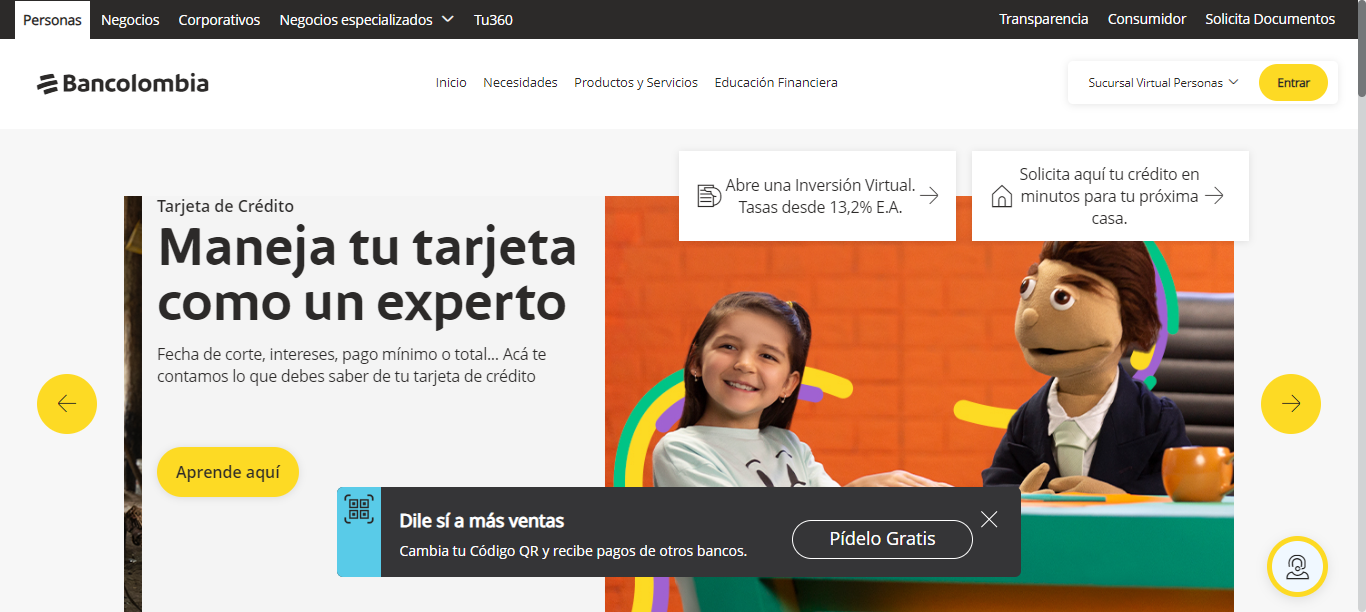 Personas Negocios Corporativos Negocios especializados Tu360 Transparencia Consumidor Solicita Documentos
Bancolombia Inicio Necesidades Productos y Servicios Educación Financiera Sucursal Virtual Personas Entrar
Abre una Inversión Virtual.
Tasas desde 13,2% E.A.
Solicita aquí tu crédito en
minutos para tu próxima
casa.
Tarjeta de Crédito
Maneja tu tarjeta
como un experto
Fecha de corte, intereses, pago mínimo o total... Acá te
contamos lo que debes saber de tu tarjeta de crédito
Aprende aquí
Dile sí a más ventas
Cambia tu Código QR y recibe pagos de otros bancos.
Pídelo Gratis